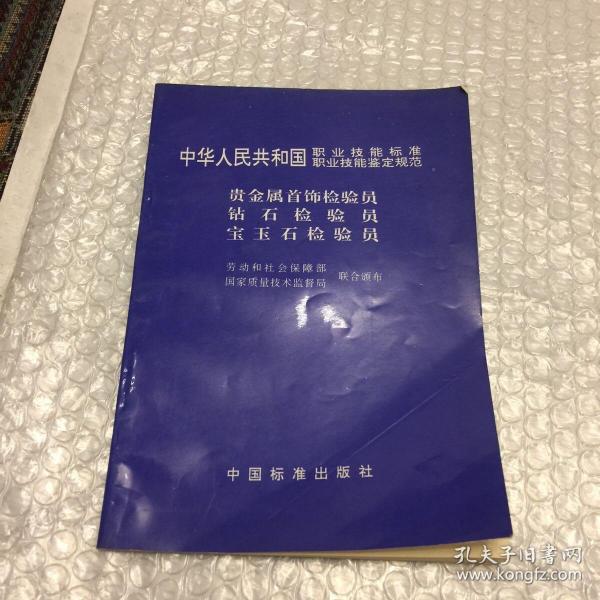 中华人民共和国 职业技能标准
职业技能鉴定规范
贵金属首饰检验员
钻石检验员
宝玉石检验员
劳动和社会保障部
国家质量技术监督局 联合颁布
中国标准出版社
孔夫子旧书网
www.kongfz.com